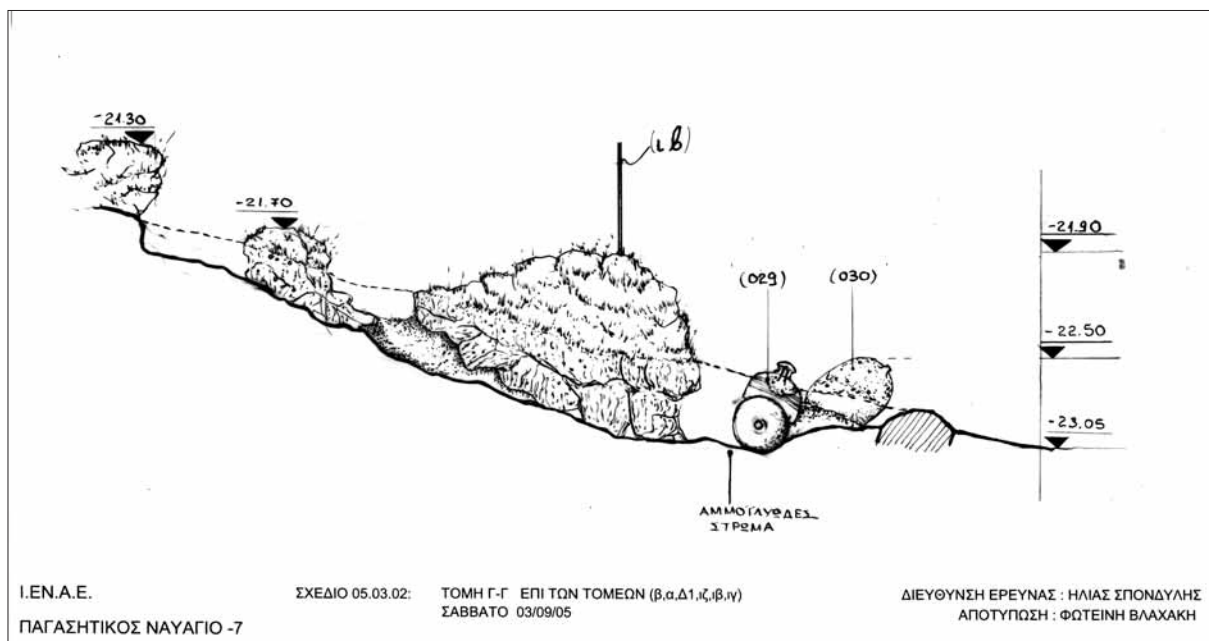 -21.30
(ιβ)
-21.70
-21.90
(029)
(030)
-22.50
-23.05
ΑΜΜΟΪΛΥΩΔΕΣ
ΣΤΡΩΜΑ
Ι.ΕΝ.Α.Ε.
ΠΑΓΑΣΗΤΙΚΟΣ ΝΑΥΑΓΙΟ -7
ΣΧΕΔΙΟ 05.03.02: ΤΟΜΗ Γ-Γ ΕΠΙ ΤΩΝ ΤΟΜΕΩΝ (β,α,Δ1,ιζ,ιβ,ιγ)
ΣΑΒΒΑΤΟ 03/09/05
ΔΙΕΥΘΥΝΣΗ ΕΡΕΥΝΑΣ : ΗΛΙΑΣ ΣΠΟΝΔΥΛΗΣ
ΑΠΟΤΥΠΩΣΗ : ΦΩΤΕΙΝΗ ΒΛΑΧΑΚΗ